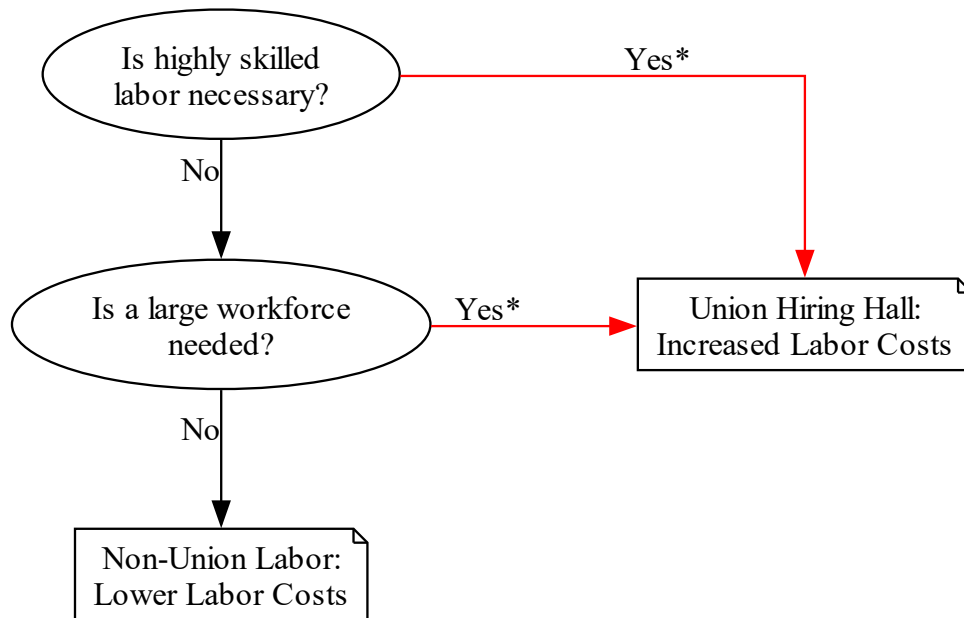 Is highly skilled
labor necessary?
Yes*
No
Is a large workforce
needed?
Yes*
Union Hiring Hall:
Increased Labor Costs
No
Non-Union Labor:
Lower Labor Costs